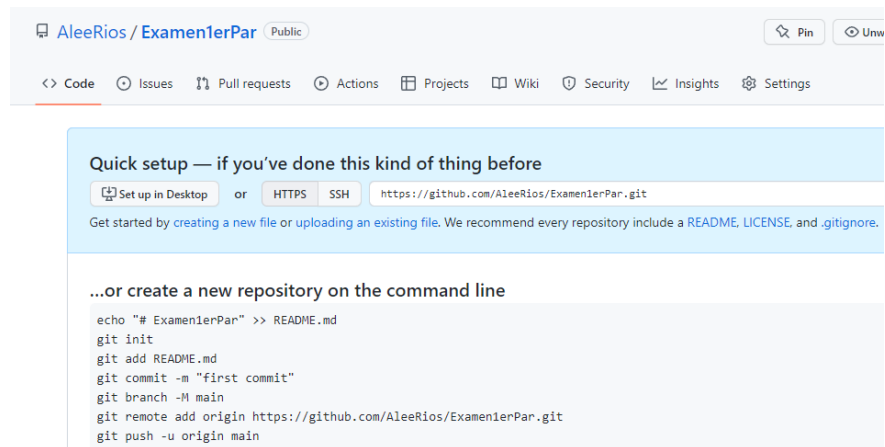 AleeRios / Examen1erPar Public
Pin
<> Code Issues Pull requests Actions Projects Wiki Security Insights Settings
Quick setup — if you've done this kind of thing before
Set up in Desktop or HTTPS SSH https://github.com/AleeRios/Examen1erPar.git
Get started by creating a new file or uploading an existing file. We recommend every repository include a README, LICENSE, and .gitignore.
...or create a new repository on the command line
echo "# Examen1erPar" >> README.md
git init
git add README.md
git commit -m "first commit"
git branch -M main
git remote add origin https://github.com/AleeRios/Examen1erPar.git
git push -u origin main